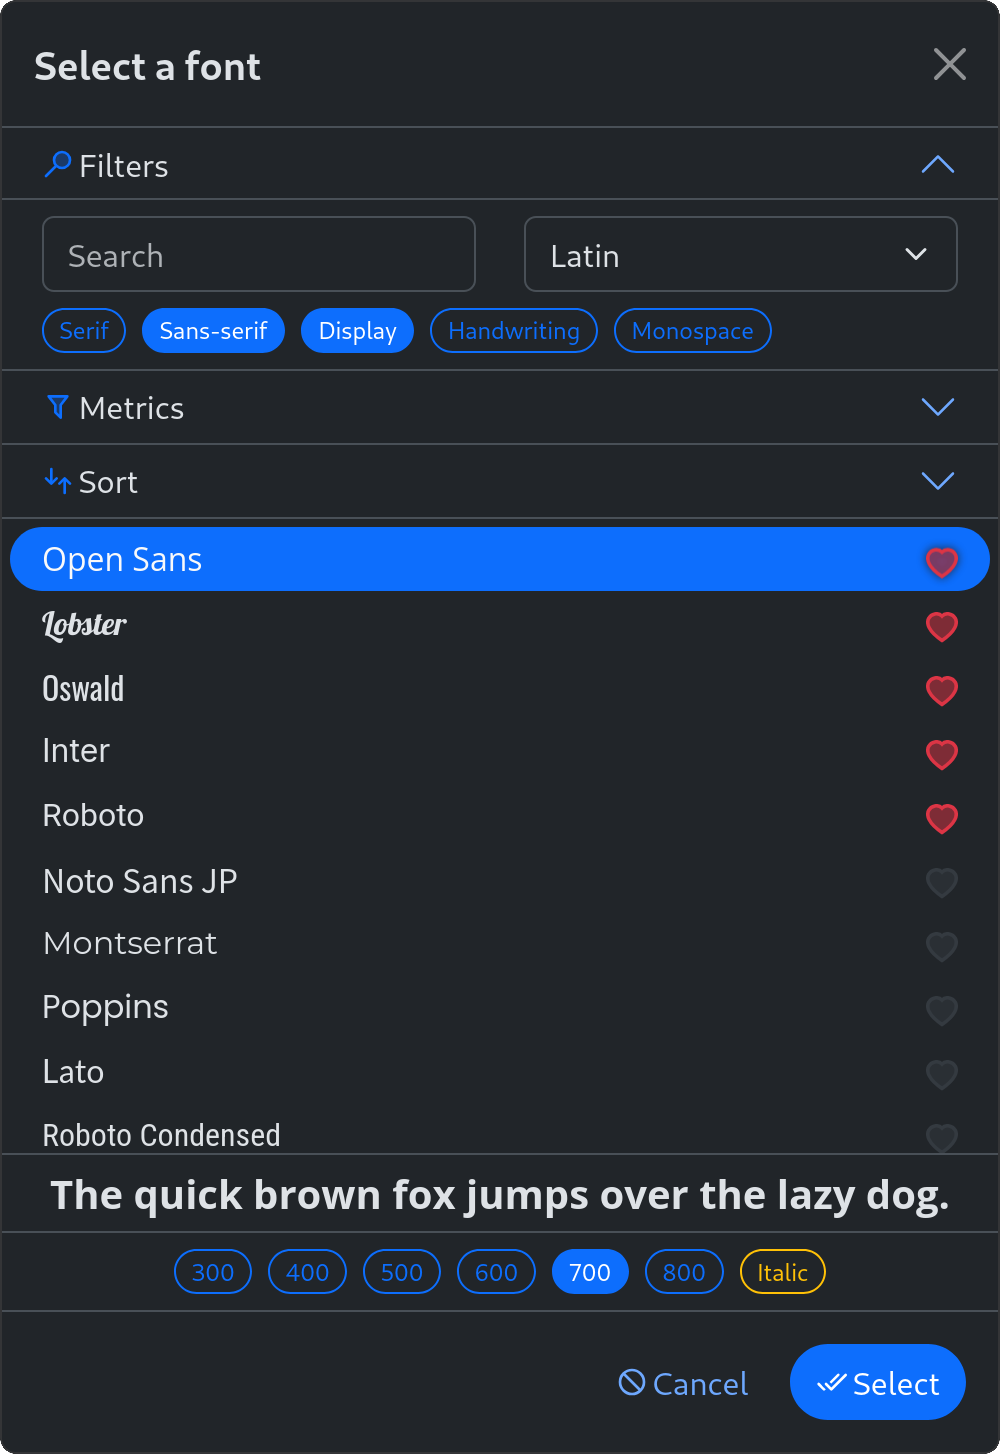 Select a font
Filters
Search Latin
Serif Sans-serif Display Handwriting Monospace
Metrics
Sort
Open Sans
Lobster
Oswald
Inter
Roboto
Noto Sans JP
Montserrat
Poppins
Lato
Roboto Condensed
The quick brown fox jumps over the lazy dog.
300 400 500 600 700 800 Italic
Cancel Select